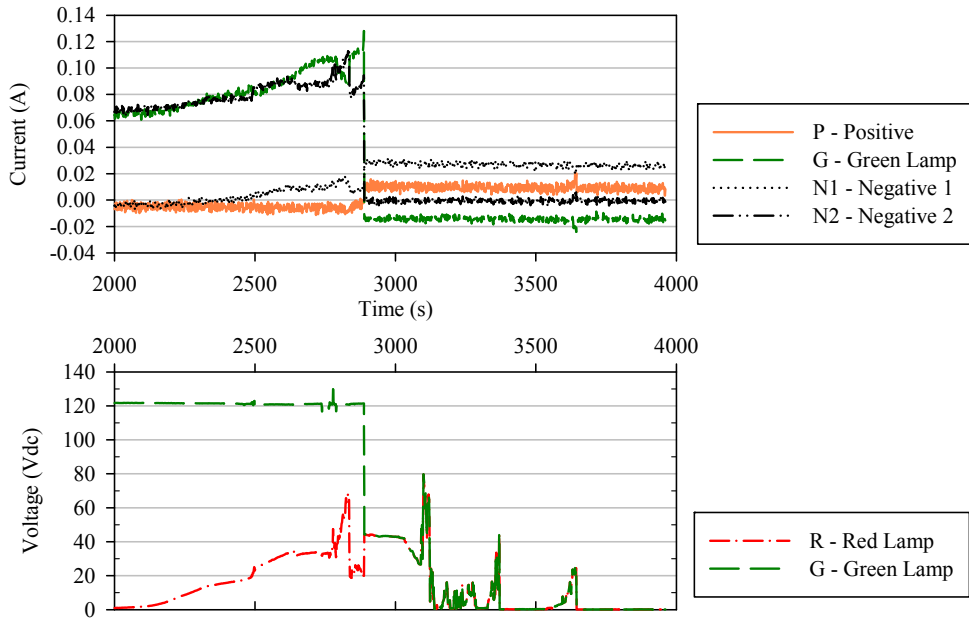 0.14
0.12
0.10
0.08
0.06
0.04
0.02
0.00
-0.02
-0.04
Current (A)
2000 2500 3000 3500 4000
Time (s)
P - Positive
G - Green Lamp
N1 - Negative 1
N2 - Negative 2
2000 2500 3000 3500 4000
140
120
100
80
60
40
20
0
Voltage (Vdc)
R - Red Lamp
G - Green Lamp